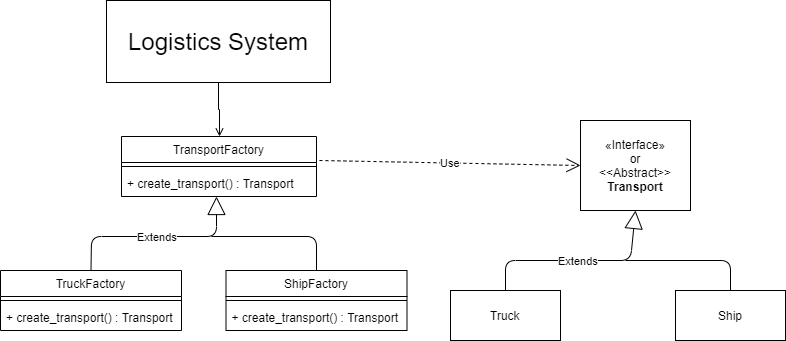 Logistics System
TransportFactory
+ create_transport() : Transport
Use
«Interface»
or
<<Abstract>>
Transport
Extends
TruckFactory
+ create_transport() : Transport
ShipFactory
+ create_transport() : Transport
Extends
Truck
Ship